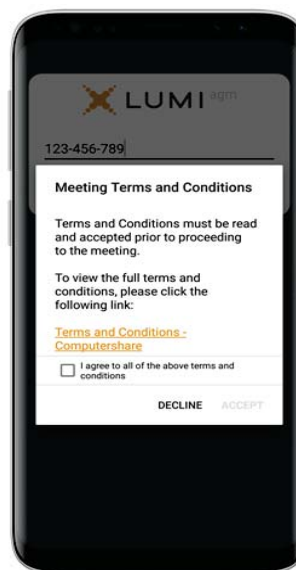 LUMI agm
123-456-789
Meeting Terms and Conditions
Terms and Conditions must be read
and accepted prior to proceeding
to the meeting.
To view the full terms and
conditions, please click the
following link:
Terms and Conditions -
Computershare
I agree to all of the above terms and
conditions
DECLINE ACCEPT